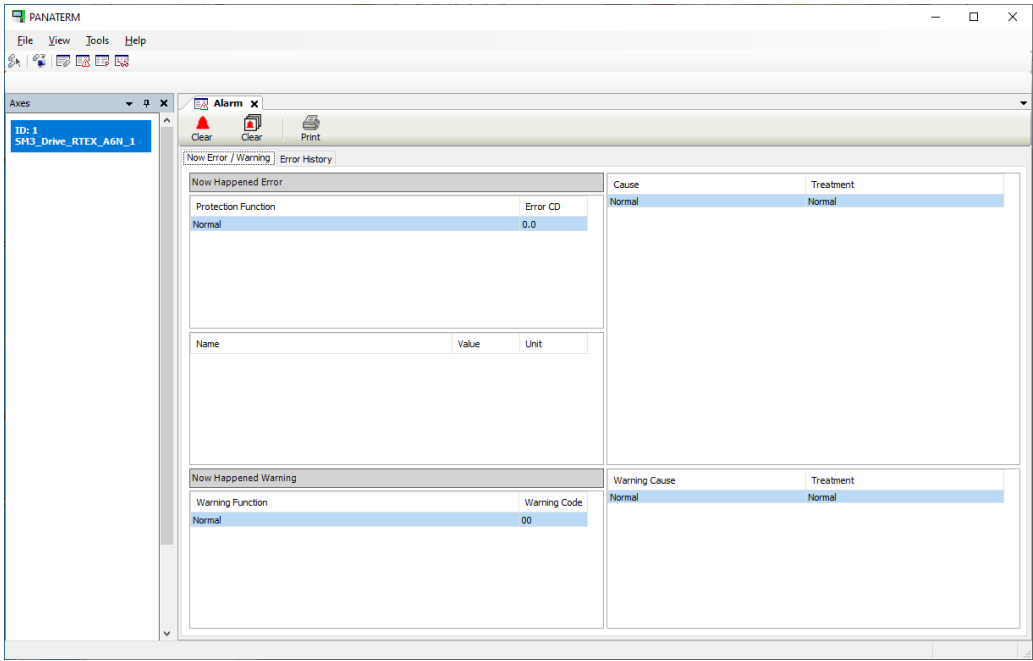 PANATERM
File View Tools Help
Axes
ID: 1
SM3_Drive_RTEX_A6N_1
Alarm
Clear Clear Print
Now Error / Warning Error History
Now Happened Error
Protection Function Error CD
Normal 0.0
Name Value Unit
Cause Treatment
Normal Normal
Now Happened Warning
Warning Function Warning Code
Normal 00
Warning Cause Treatment
Normal Normal